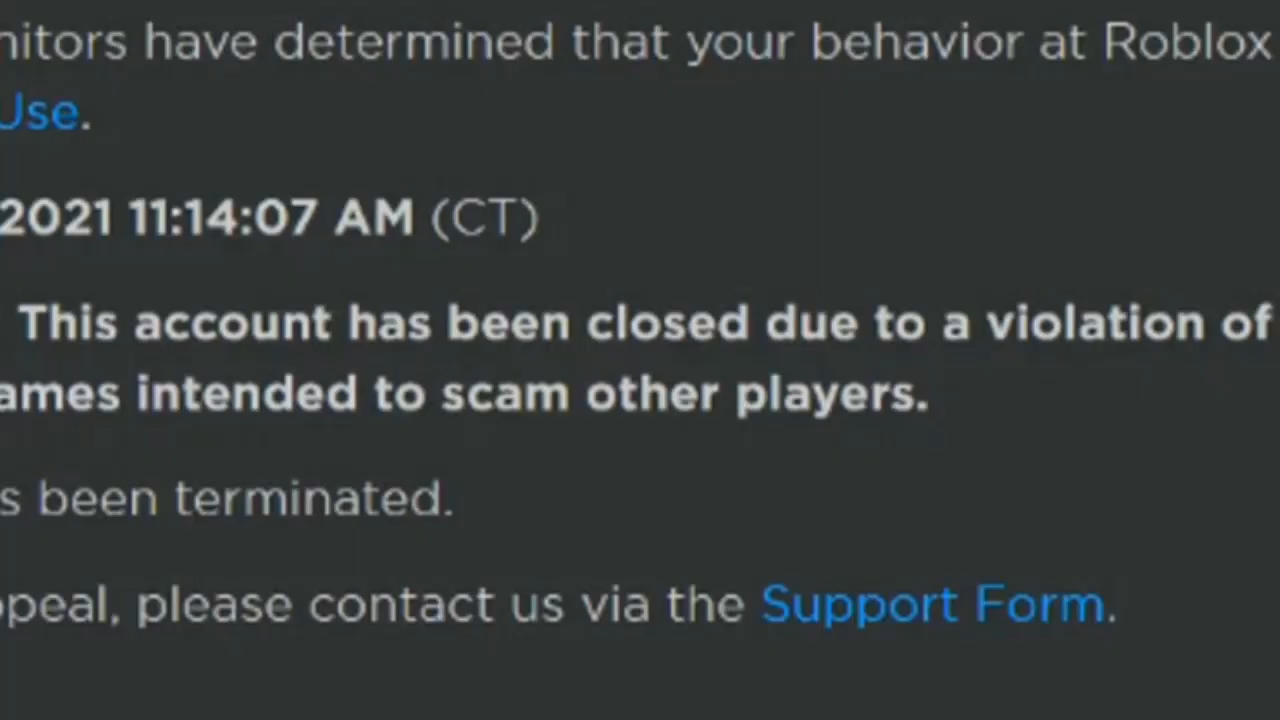 nitors have determined that your behavior at Roblox
Use.
2021 11:14:07 AM (CT)
This account has been closed due to a violation of
ames intended to scam other players.
s been terminated.
ppeal, please contact us via the Support Form.